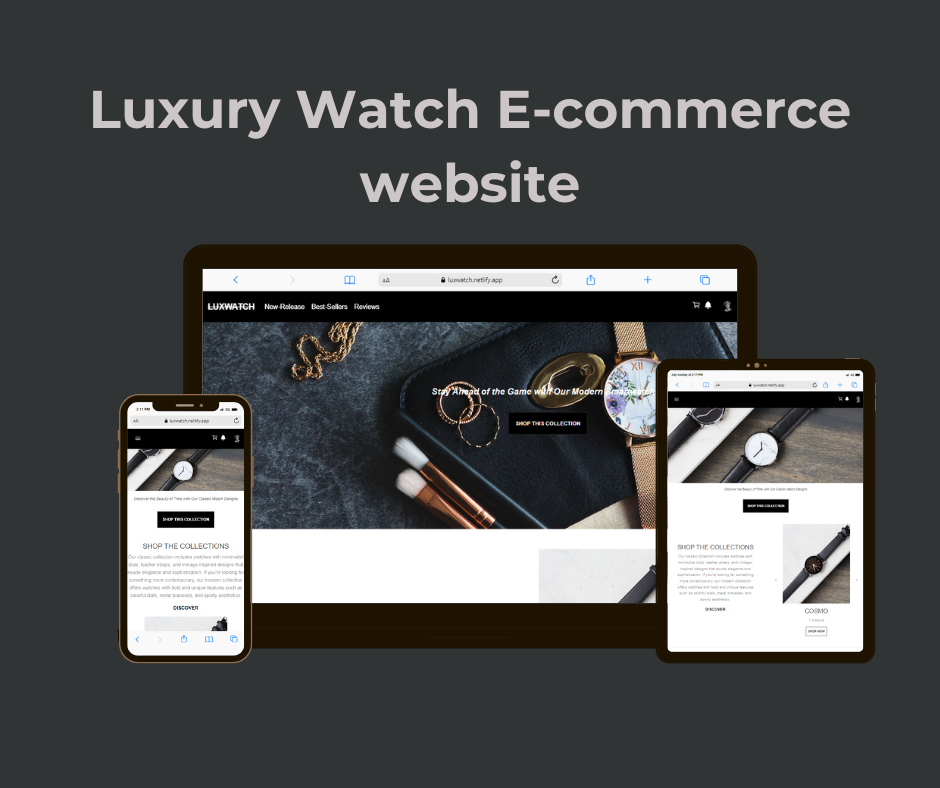 Luxury Watch E-commerce
website
AA luxwatch.netlify.app
LUXWATCH New-Release Best-Sellers Reviews
Stay Ahead of the Game with Our Modern Smartwatch
SHOP THIS COLLECTION
XII
2:11 PM
AA luxwatch.netlify.app
Discover the Beauty of Time with Our Classic Watch Designs
SHOP THIS COLLECTION
SHOP THE COLLECTIONS
Our classic collection includes watches with minimalist
dials, leather straps, and vintage-inspired designs that
exude elegance and sophistication. If you're looking for
something more contemporary, our modern collection
offers watches with bold and unique features such as
colorful dials, metal bracelets, and sporty aesthetics.
DISCOVER
AA luxwatch.netlify.app
Discover the Beauty of Time with Our Classic Watch Designs
SHOP THIS COLLECTION
SHOP THE COLLECTIONS
Our classic collection includes watches with
minimalist dials, leather straps, and vintage-
inspired designs that exude elegance and
sophistication. If you're looking for something
more contemporary, our modern collection
offers watches with bold and unique features
such as colorful dials, metal bracelets, and
sporty aesthetics.
DISCOVER
COSMO
1 product
SHOP NOW